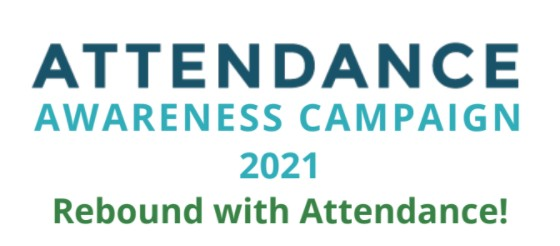 ATTENDANCE
AWARENESS CAMPAIGN
2021
Rebound with Attendance!